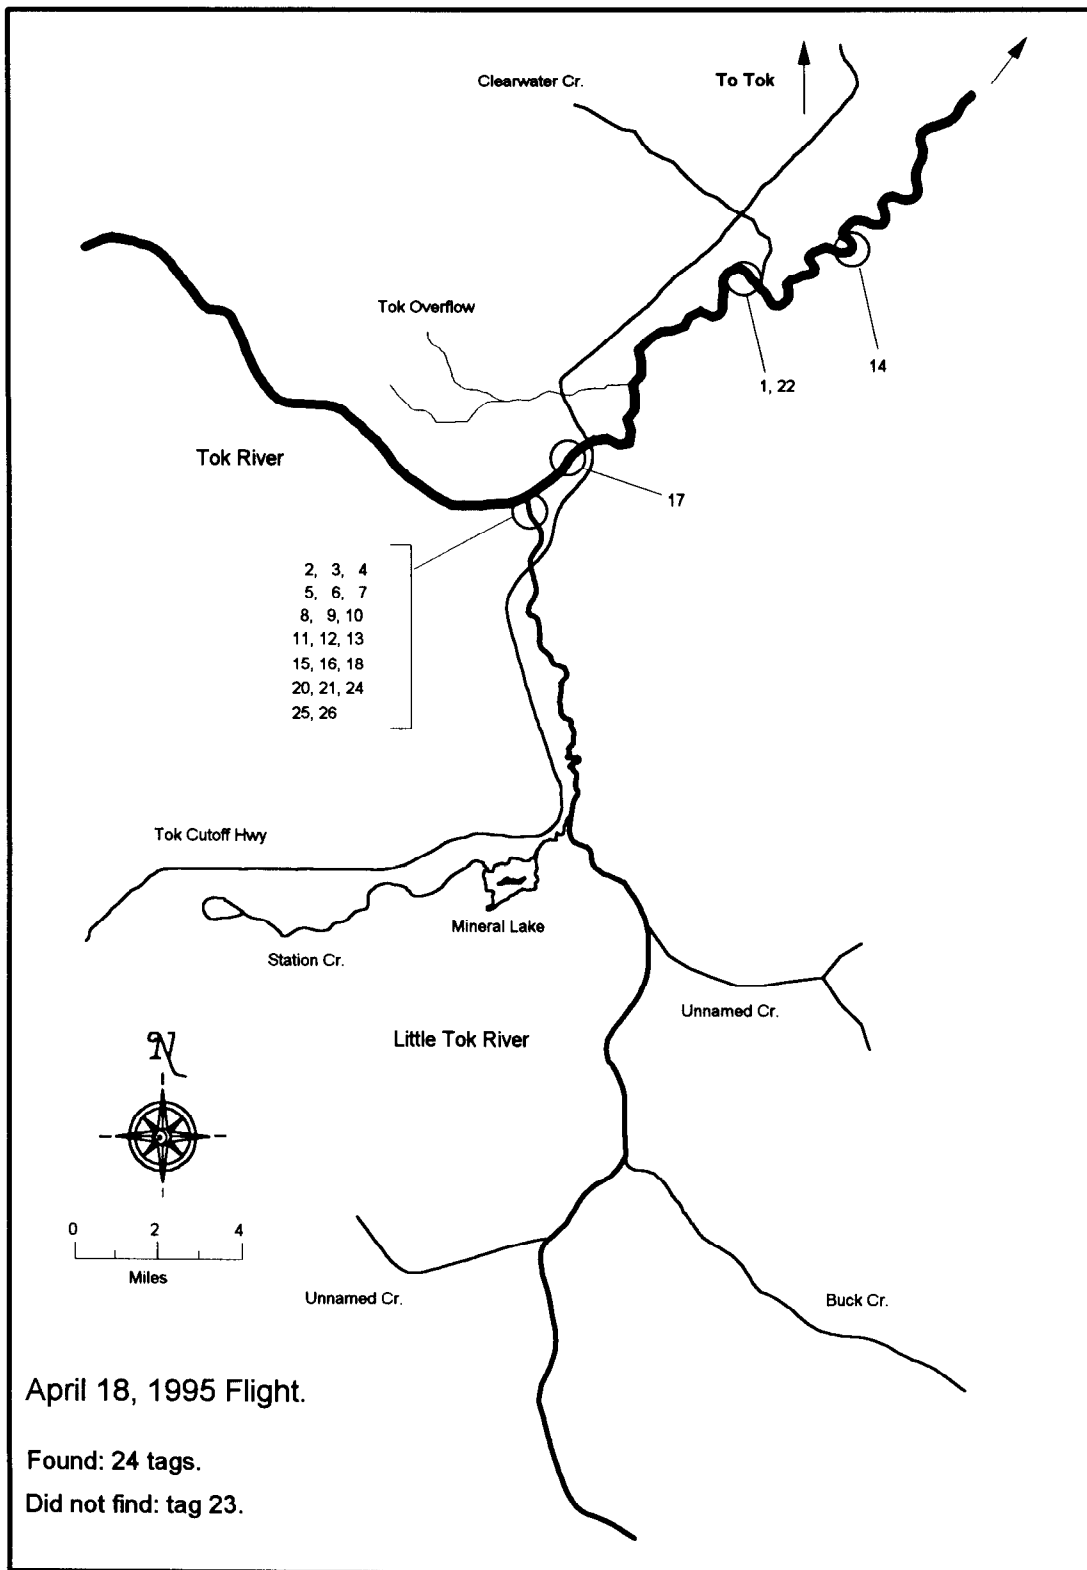 Clearwater Cr.
To Tok
Tok Overflow
14
1, 22
Tok River
17
2, 3, 4
5, 6, 7
8, 9, 10
11, 12, 13
15, 16, 18
20, 21, 24
25, 26
Tok Cutoff Hwy
Mineral Lake
Station Cr.
Unnamed Cr.
Little Tok River
N
0 2 4
Miles
Unnamed Cr.
Buck Cr.
April 18, 1995 Flight.
Found: 24 tags.
Did not find: tag 23.